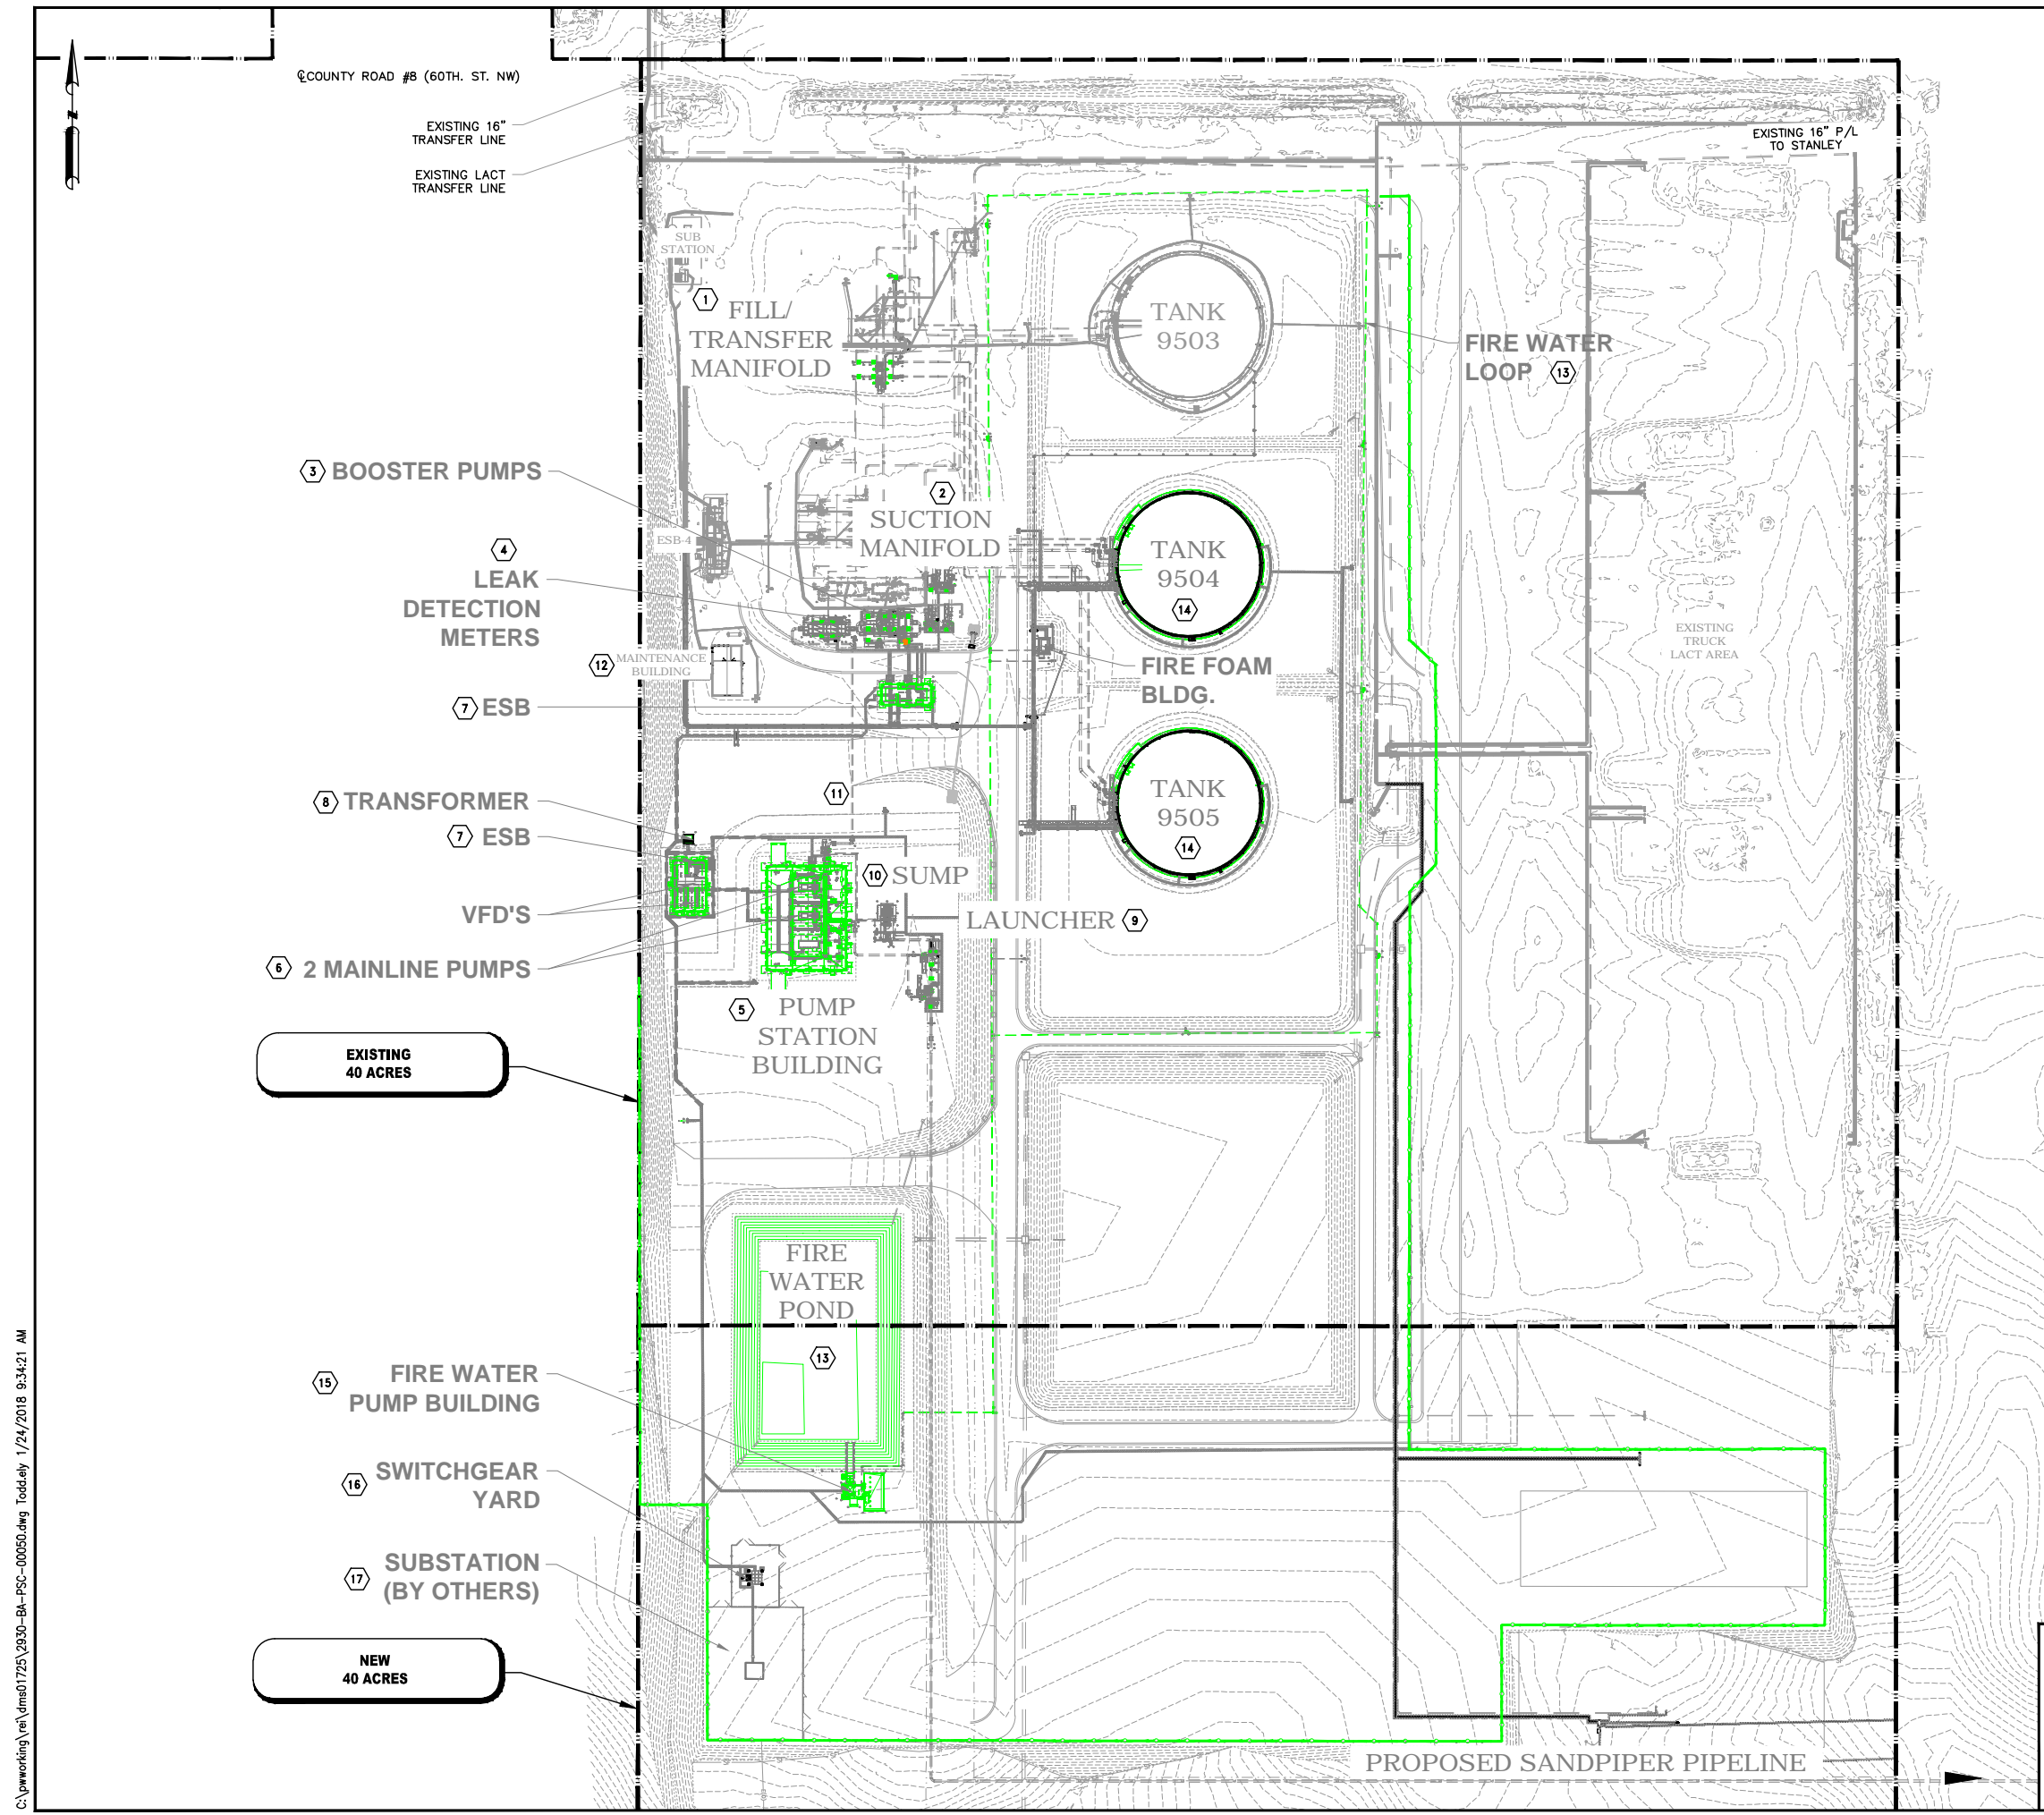 ℄COUNTY ROAD #8 (60TH. ST. NW)
N
EXISTING 16"
TRANSFER LINE
EXISTING LACT
TRANSFER LINE
EXISTING 16" P/L
TO STANLEY
SUB
STATION
1
FILL/
TRANSFER
MANIFOLD
TANK
9503
FIRE WATER
LOOP 13
3 BOOSTER PUMPS
2
SUCTION
MANIFOLD
ESB-4
TANK
9504
14
4
LEAK
DETECTION
METERS
EXISTING
TRUCK
LACT AREA
12 MAINTENANCE
BUILDING
FIRE FOAM
BLDG.
7 ESB
8 TRANSFORMER
11
TANK
9505
14
7 ESB
10 SUMP
VFD'S
LAUNCHER 9
6 2 MAINLINE PUMPS
5 PUMP
STATION
BUILDING
EXISTING
40 ACRES
FIRE
WATER
POND
13
15 FIRE WATER
PUMP BUILDING
16 SWITCHGEAR
YARD
17 SUBSTATION
(BY OTHERS)
NEW
40 ACRES
PROPOSED SANDPIPER PIPELINE
C:\pwworking\rei\dms01725\2930-BA-PSC-00050.dwg Todd.ely 1/24/2018 9:34:21 AM